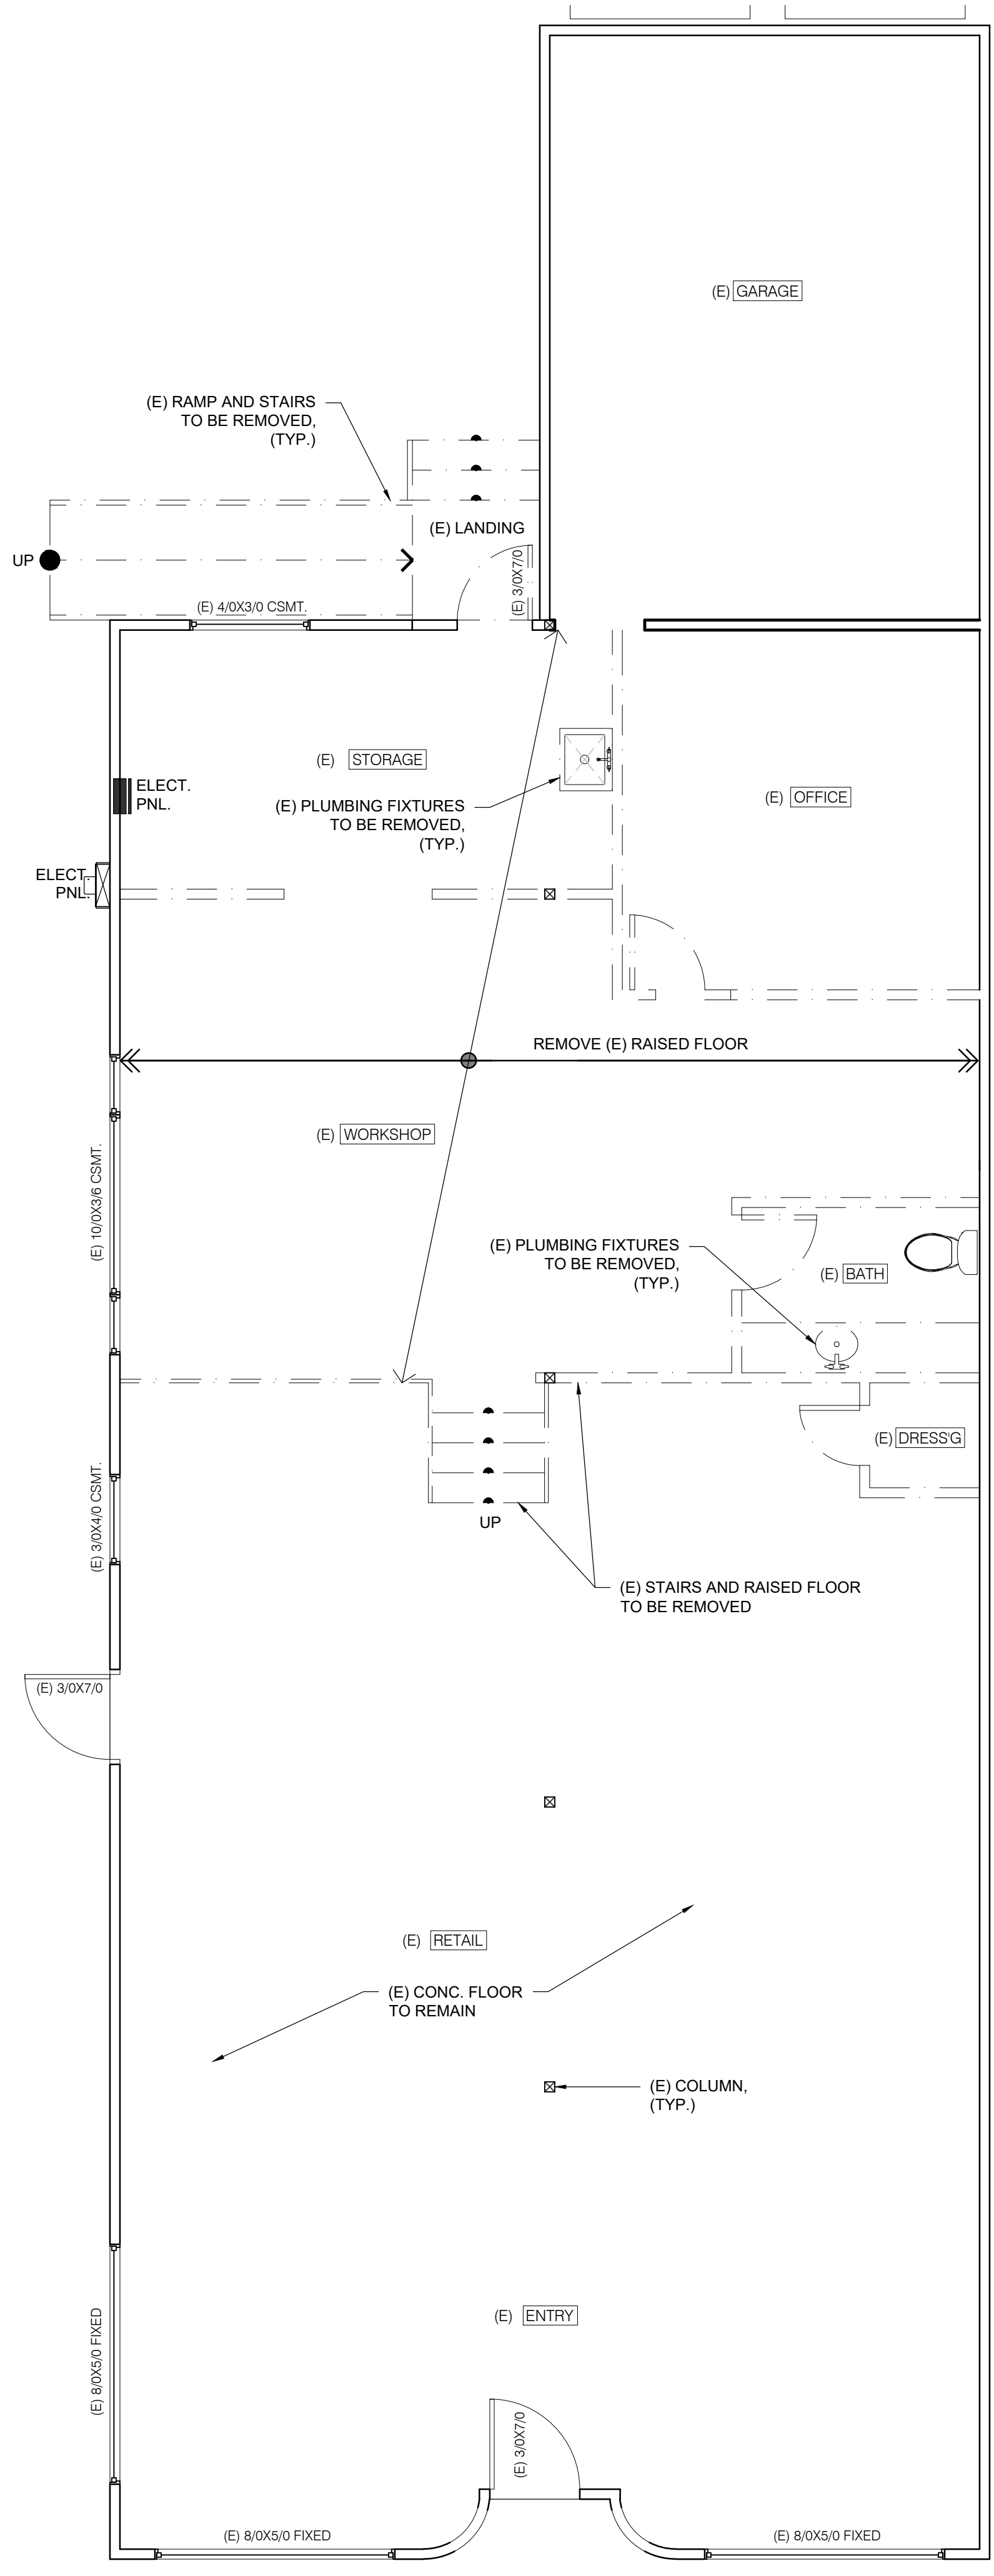 (E) GARAGE
(E) RAMP AND STAIRS
TO BE REMOVED,
(TYP.)
(E) LANDING
UP
(E) 3/0X7/0
(E) 4/0X3/0 CSMT.
(E) STORAGE
ELECT.
PNL.
(E) PLUMBING FIXTURES
TO BE REMOVED,
(TYP.)
(E) OFFICE
ELECT.
PNL.
REMOVE (E) RAISED FLOOR
(E) WORKSHOP
(E) 10/0X3/6 CSMT.
(E) PLUMBING FIXTURES
TO BE REMOVED,
(TYP.)
(E) BATH
(E) DRESS'G
(E) 3/0X4/0 CSMT.
UP
(E) STAIRS AND RAISED FLOOR
TO BE REMOVED
(E) 3/0X7/0
(E) RETAIL
(E) CONC. FLOOR
TO REMAIN
(E) COLUMN,
(TYP.)
(E) ENTRY
(E) 8/0X5/0 FIXED
(E) 3/0X7/0
(E) 8/0X5/0 FIXED
(E) 8/0X5/0 FIXED